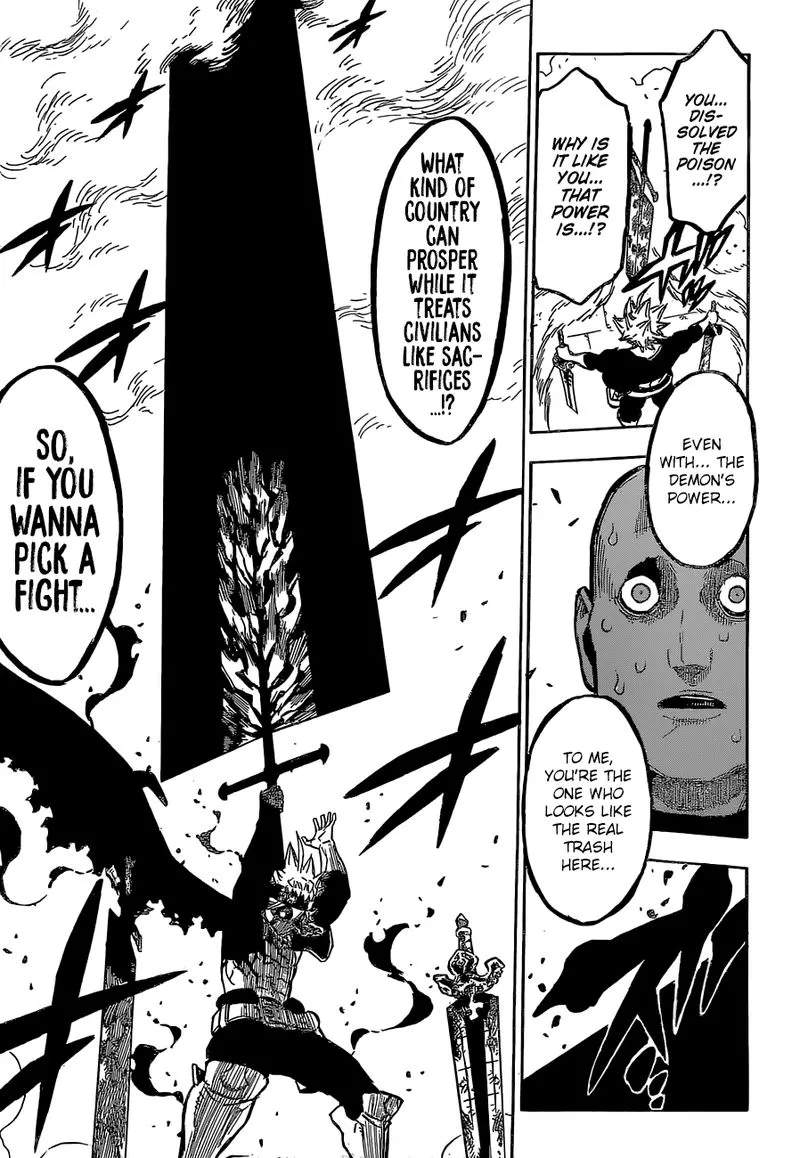 YOU...
DIS-
SOLVED
THE
POISON
...!?
WHY IS
IT LIKE
YOU...
THAT
POWER
IS...!?
EVEN
WITH... THE
DEMON'S
POWER...
TO ME,
YOU'RE THE
ONE WHO
LOOKS LIKE
THE REAL
TRASH
HERE...
WHAT
KIND OF
COUNTRY
CAN
PROSPER
WHILE IT
TREATS
CIVILIANS
LIKE SAC-
RIFICES
...!?
SO,
IF YOU
WANNA
PICK A
FIGHT...